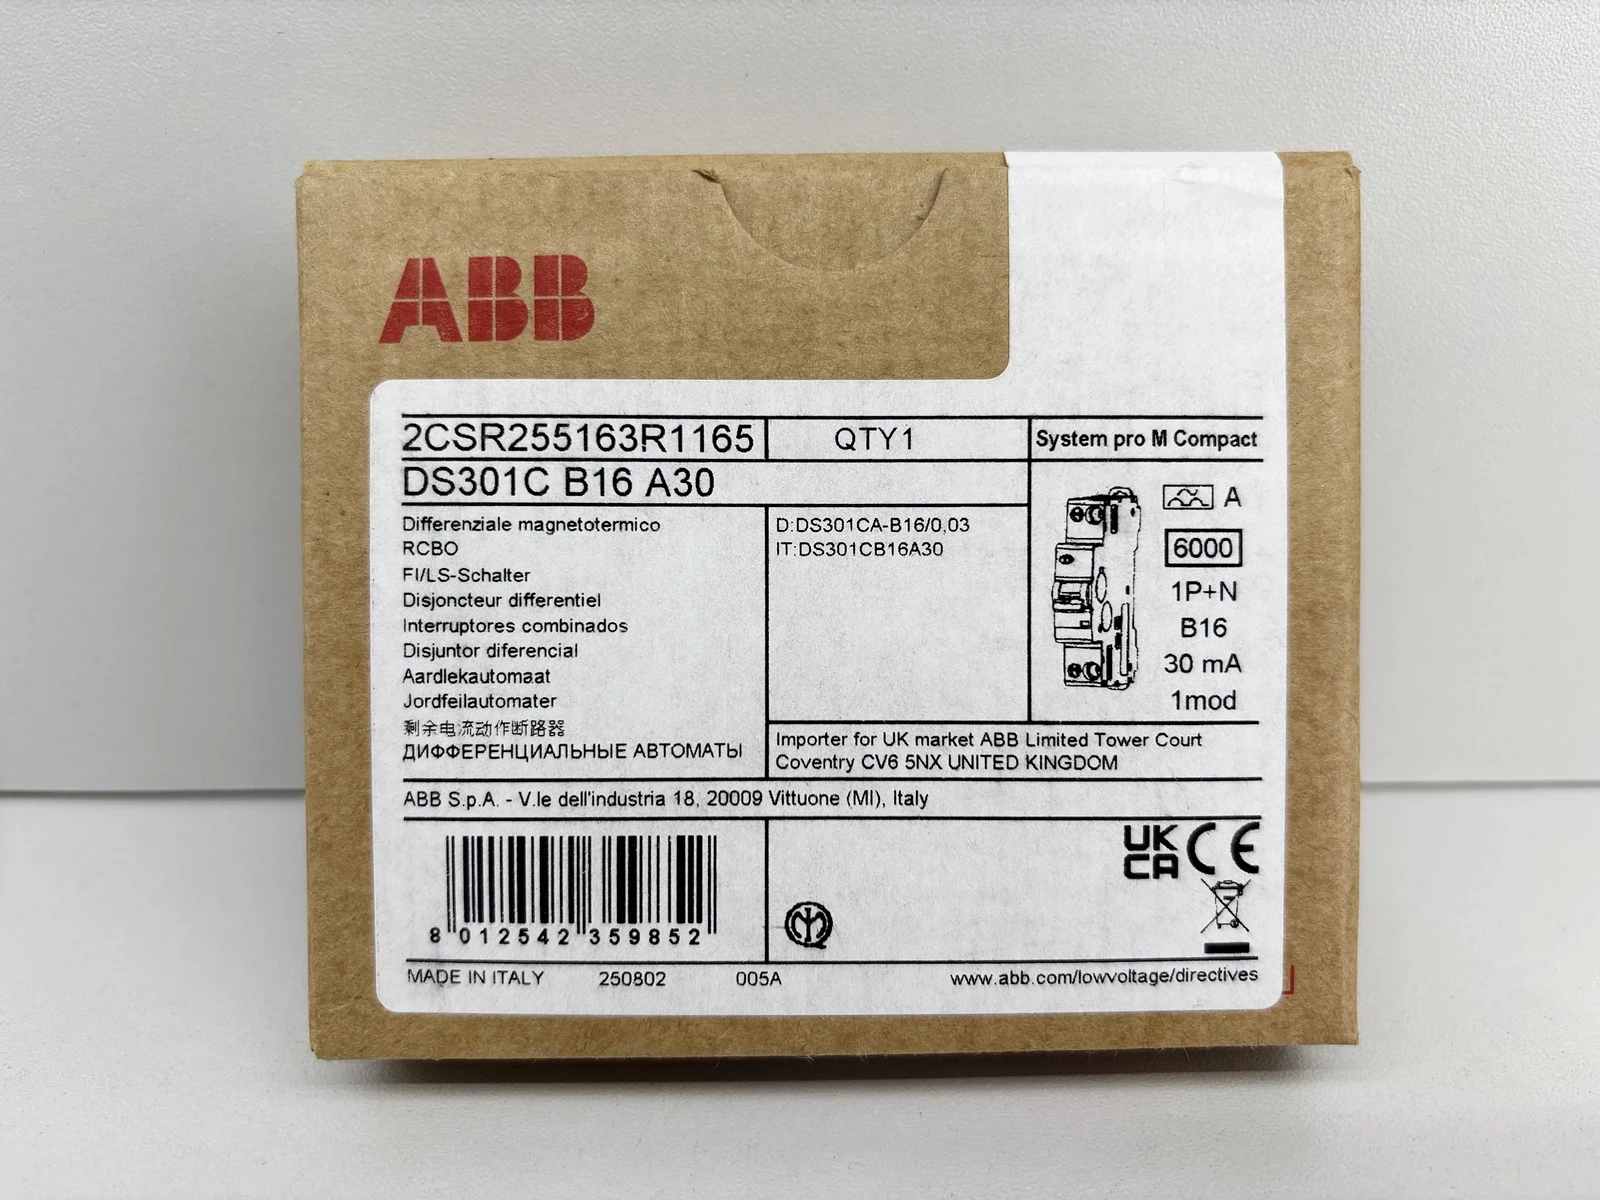 ABB
2CSR255163R1165 QTY1 System pro M Compact
DS301C B16 A30
Differenziale magnetotermico
RCBO
FI/LS-Schalter
Disjoncteur differentiel
Interruptores combinados
Disjuntor diferencial
Aardlekautomaat
Jordfeilautomater
剩余电流动作断路器
ДИФФЕРЕНЦИАЛЬНЫЕ АВТОМАТЫ
D:DS301CA-B16/0,03
IT:DS301CB16A30
A
6000
1P+N
B16
30 mA
1mod
Importer for UK market ABB Limited Tower Court
Coventry CV6 5NX UNITED KINGDOM
ABB S.p.A. - V.le dell'industria 18, 20009 Vittuone (MI), Italy
8 012542 359852
UK
CA
CE
MADE IN ITALY 250802 005A www.abb.com/lowvoltage/directives